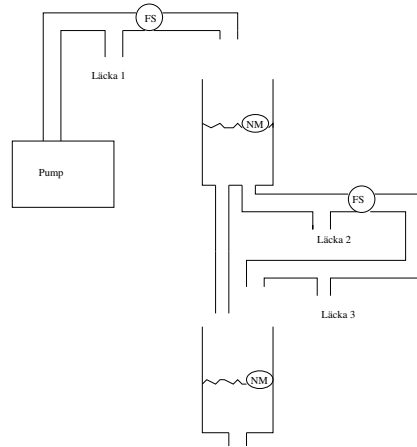 FS
Läcka 1
NM
Pump
FS
Läcka 2
Läcka 3
NM